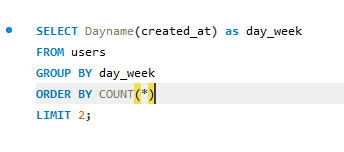 SELECT Dayname(created_at) as day_week
FROM users
GROUP BY day_week
ORDER BY COUNT(*)
LIMIT 2;